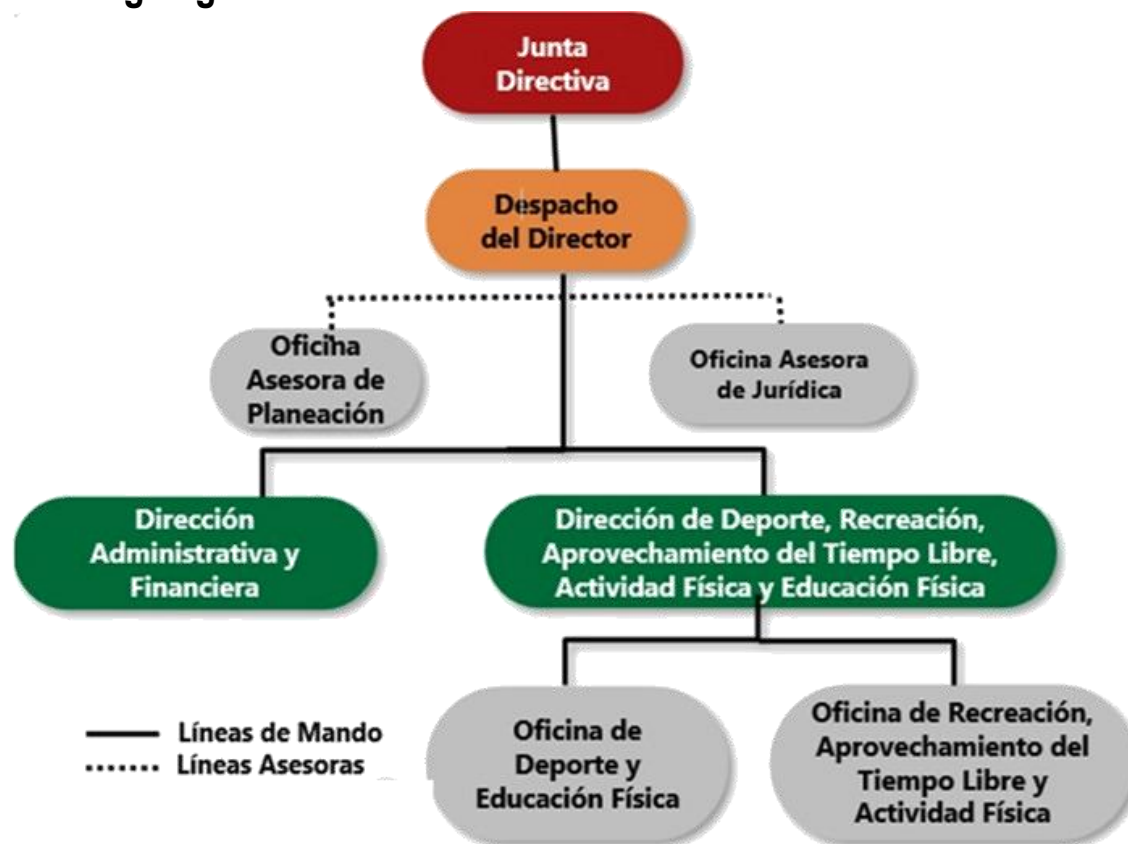 Junta
Directiva
Despacho
del Director
Oficina
Asesora de
Planeación
Oficina Asesora
de Jurídica
Dirección
Administrativa y
Financiera
Dirección de Deporte, Recreación,
Aprovechamiento del Tiempo Libre,
Actividad Física y Educación Física
Oficina de
Deporte y
Educación Física
Oficina de Recreación,
Aprovechamiento del
Tiempo Libre y
Actividad Física
Líneas de Mando
Líneas Asesoras